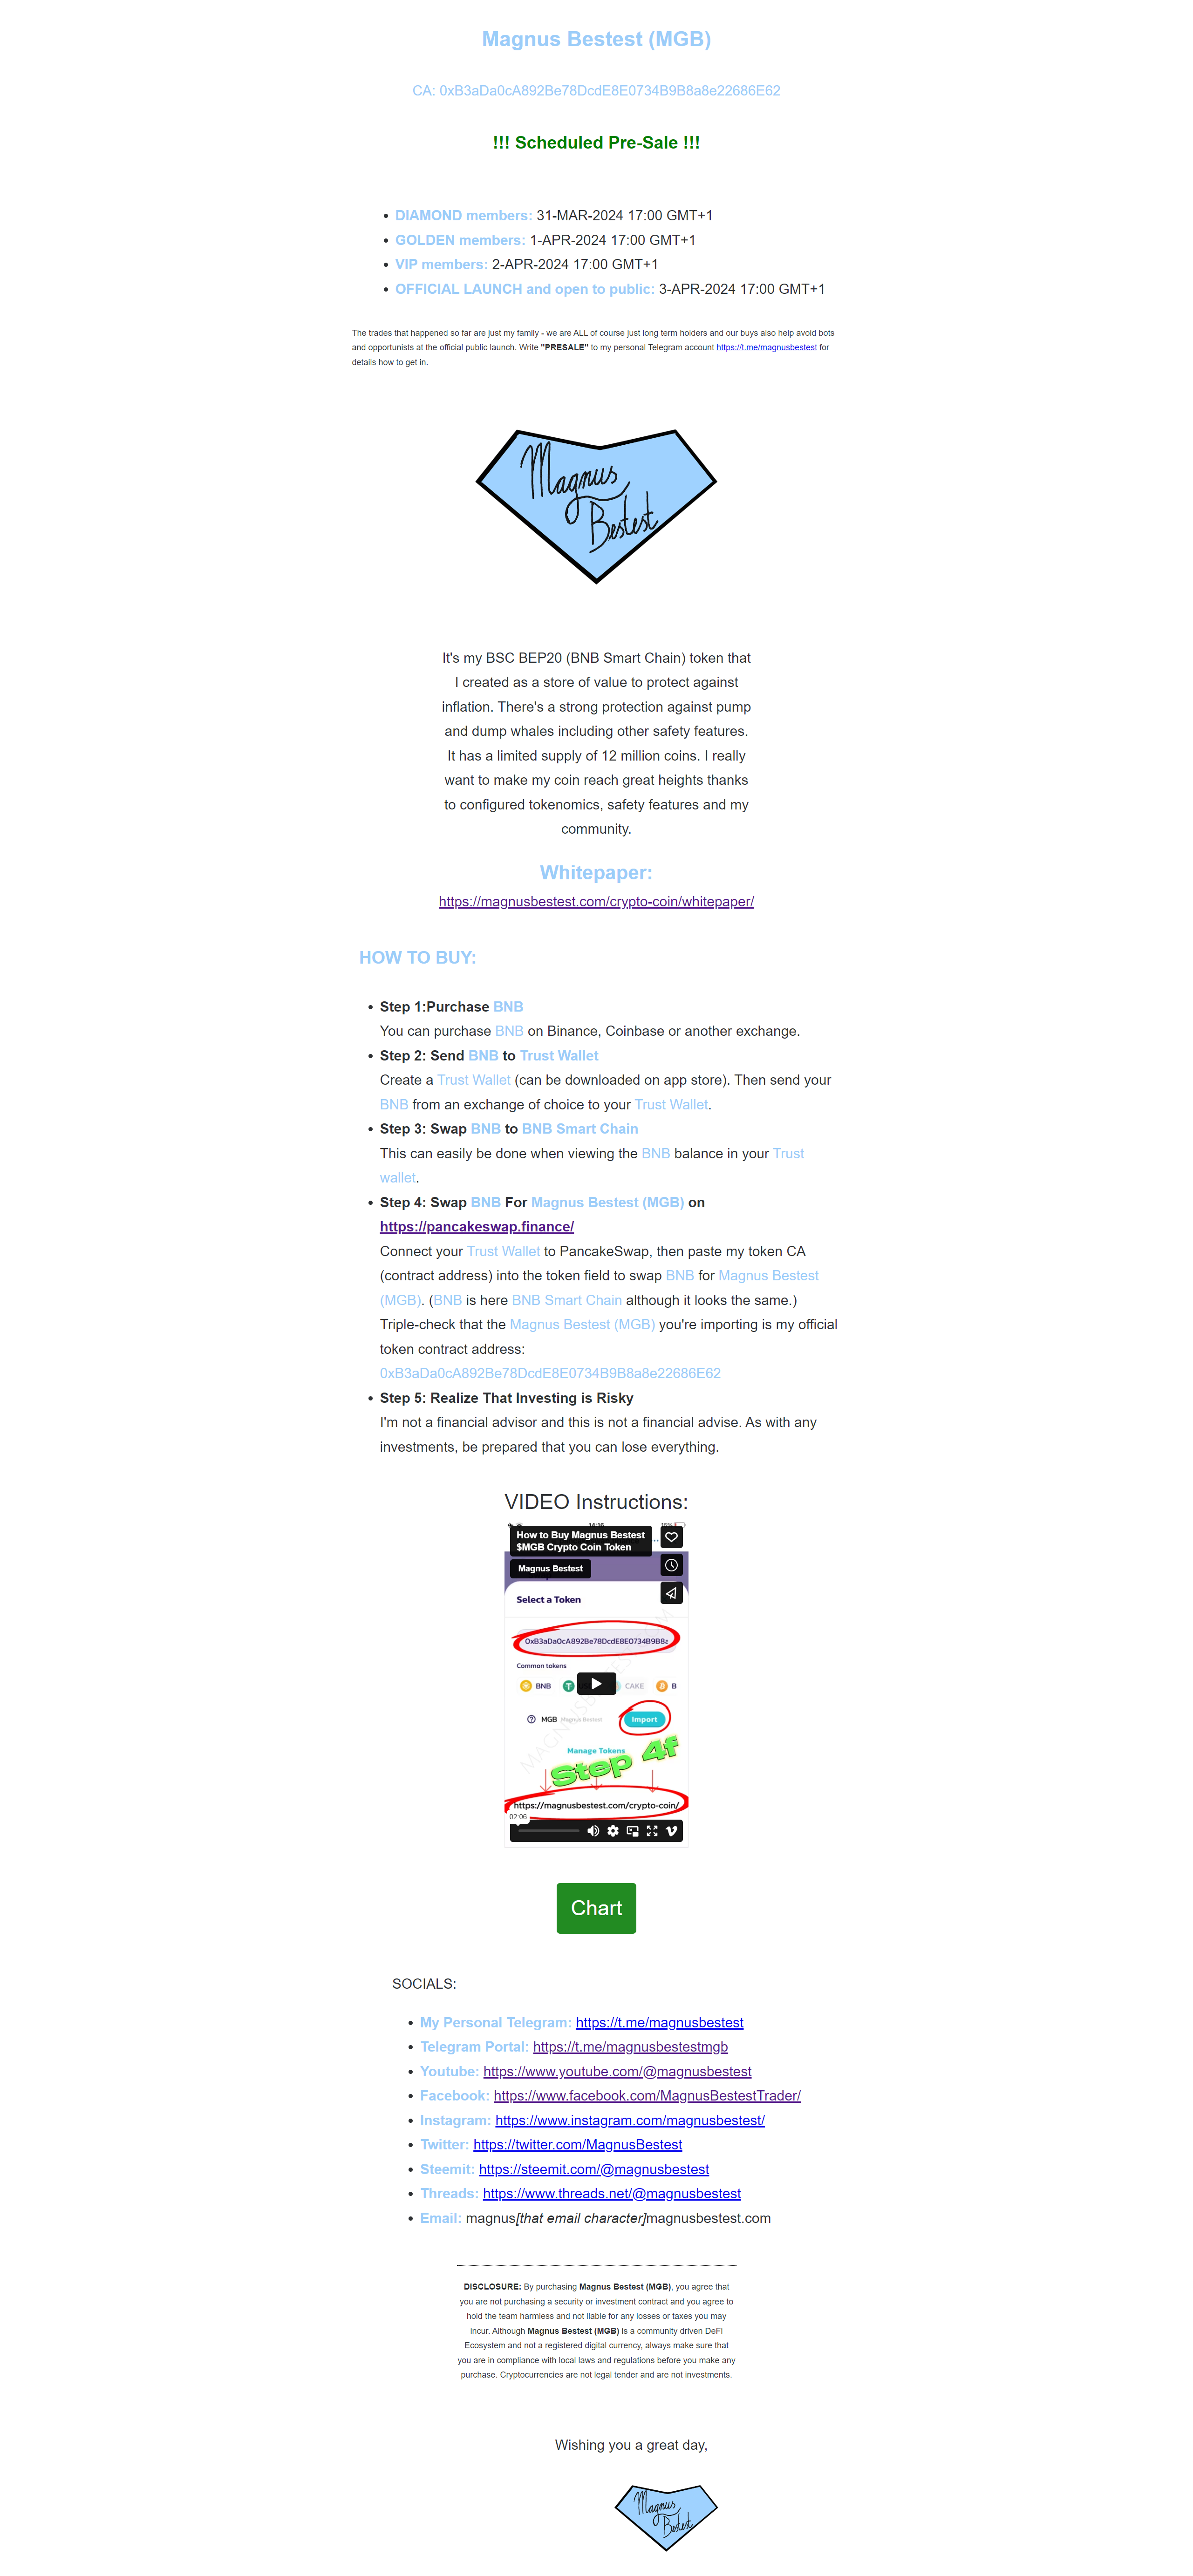 Magnus Bestest (MGB)
CA: 0xB3aDa0cA892Be78DcdE8E0734B9B8a8e22686E62
!!! Scheduled Pre-Sale !!!
DIAMOND members: 31-MAR-2024 17:00 GMT+1
GOLDEN members: 1-APR-2024 17:00 GMT+1
VIP members: 2-APR-2024 17:00 GMT+1
OFFICIAL LAUNCH and open to public: 3-APR-2024 17:00 GMT+1
The trades that happened so far are just my family - we are ALL of course just long term holders and our buys also help avoid bots
and opportunists at the official public launch. Write "PRESALE" to my personal Telegram account https://t.me/magnusbestest for
details how to get in.
Magnus
Bestest
It's my BSC BEP20 (BNB Smart Chain) token that
I created as a store of value to protect against
inflation. There's a strong protection against pump
and dump whales including other safety features.
It has a limited supply of 12 million coins. I really
want to make my coin reach great heights thanks
to configured tokenomics, safety features and my
community.
Whitepaper:
https://magnusbestest.com/crypto-coin/whitepaper/
HOW TO BUY:
Step 1:Purchase BNB
You can purchase BNB on Binance, Coinbase or another exchange.
Step 2: Send BNB to Trust Wallet
Create a Trust Wallet (can be downloaded on app store). Then send your
BNB from an exchange of choice to your Trust Wallet.
Step 3: Swap BNB to BNB Smart Chain
This can easily be done when viewing the BNB balance in your Trust
wallet.
Step 4: Swap BNB For Magnus Bestest (MGB) on
https://pancakeswap.finance/
Connect your Trust Wallet to PancakeSwap, then paste my token CA
(contract address) into the token field to swap BNB for Magnus Bestest
(MGB). (BNB is here BNB Smart Chain although it looks the same.)
Triple-check that the Magnus Bestest (MGB) you're importing is my official
token contract address:
0xB3aDa0cA892Be78DcdE8E0734B9B8a8e22686E62
Step 5: Realize That Investing is Risky
I'm not a financial advisor and this is not a financial advise. As with any
investments, be prepared that you can lose everything.
VIDEO Instructions:
How to Buy Magnus Bestest
$MGB Crypto Coin Token
Magnus Bestest
Select a Token
0xB3aDa0cA892Be78DcdE8E0734B9B8a
Common tokens
BNB CAKE B
MGB Magnus Bestest Import
Manage Tokens
Step 4f
https://magnusbestest.com/crypto-coin/
02:06
Chart
SOCIALS:
My Personal Telegram: https://t.me/magnusbestest
Telegram Portal: https://t.me/magnusbestestmgb
Youtube: https://www.youtube.com/@magnusbestest
Facebook: https://www.facebook.com/MagnusBestestTrader/
Instagram: https://www.instagram.com/magnusbestest/
Twitter: https://twitter.com/MagnusBestest
Steemit: https://steemit.com/@magnusbestest
Threads: https://www.threads.net/@magnusbestest
Email: magnus[that email character]magnusbestest.com
DISCLOSURE: By purchasing Magnus Bestest (MGB), you agree that
you are not purchasing a security or investment contract and you agree to
hold the team harmless and not liable for any losses or taxes you may
incur. Although Magnus Bestest (MGB) is a community driven DeFi
Ecosystem and not a registered digital currency, always make sure that
you are in compliance with local laws and regulations before you make any
purchase. Cryptocurrencies are not legal tender and are not investments.
Wishing you a great day,
Magnus
Bestest